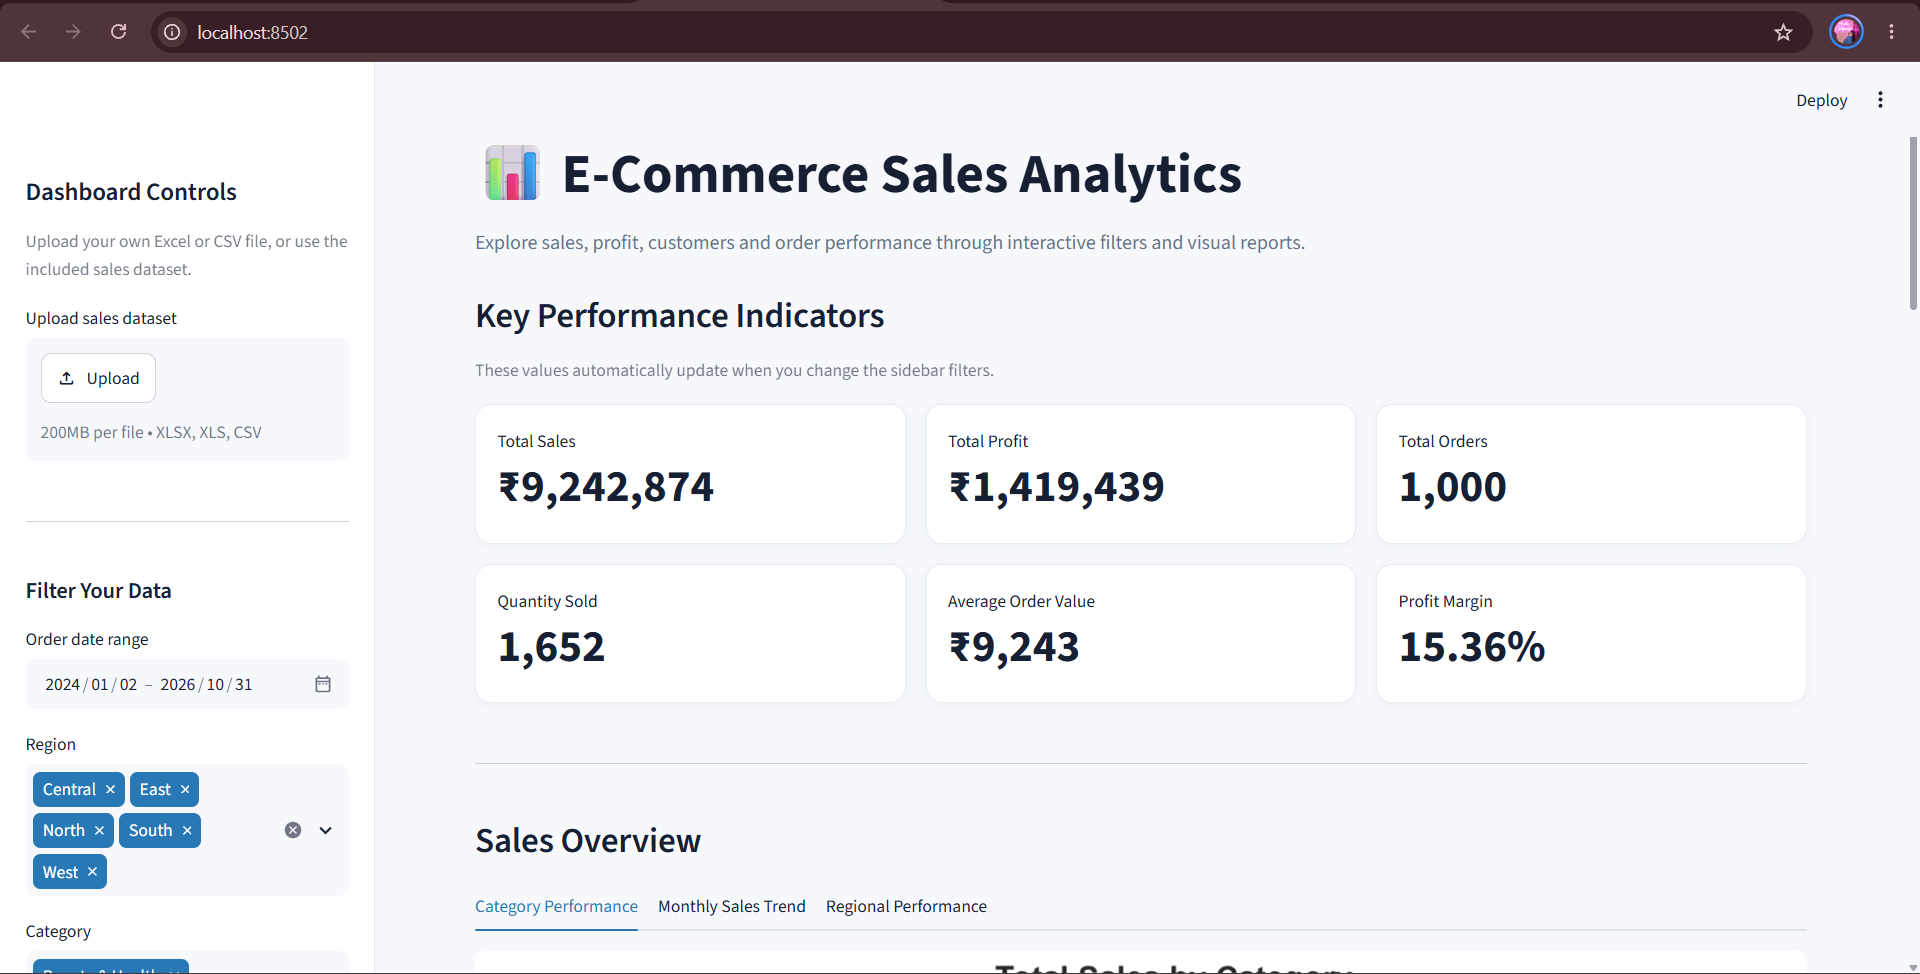 localhost:8502
Deploy
Dashboard Controls
Upload your own Excel or CSV file, or use the
included sales dataset.
Upload sales dataset
Upload
200MB per file • XLSX, XLS, CSV
Filter Your Data
Order date range
2024/01/02 – 2026/10/31
Region
Central × East ×
North × South ×
West ×
Category
E-Commerce Sales Analytics
Explore sales, profit, customers and order performance through interactive filters and visual reports.
Key Performance Indicators
These values automatically update when you change the sidebar filters.
Total Sales
₹9,242,874
Total Profit
₹1,419,439
Total Orders
1,000
Quantity Sold
1,652
Average Order Value
₹9,243
Profit Margin
15.36%
Sales Overview
Category Performance Monthly Sales Trend Regional Performance
Total Sales by Category